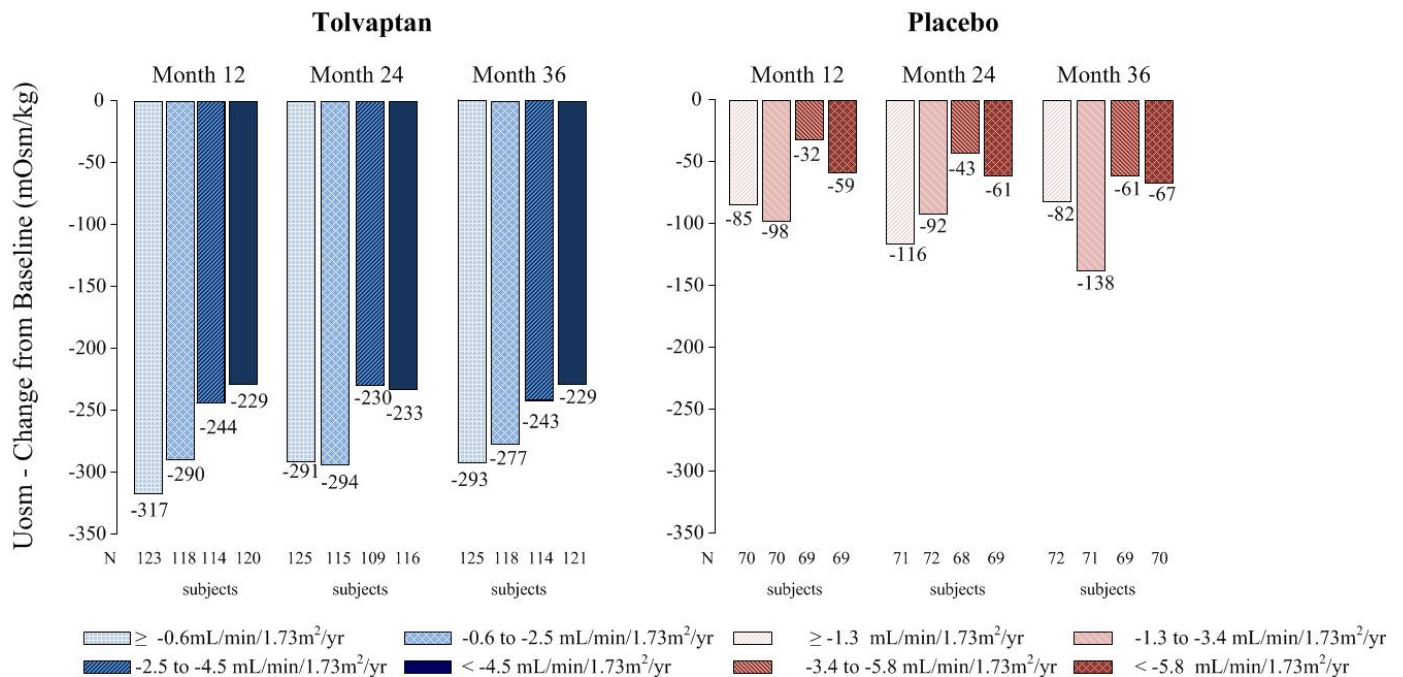 Tolvaptan
Placebo
Month 12 Month 24 Month 36
Month 12 Month 24 Month 36
Uosm - Change from Baseline (mOsm/kg)
0
-50
-100
-150
-200
-250
-300
-350
-317 -290 -244 -229
-291 -294 -230 -233
-293 -277 -243 -229
N 123 118 114 120 125 115 109 116 125 118 114 121
subjects subjects subjects
0
-50
-100
-150
-200
-250
-300
-350
-85 -98 -32 -59
-116 -92 -43 -61
-82 -138 -61 -67
N 70 70 69 69 71 72 68 69 72 71 69 70
subjects subjects subjects
≥ -0.6mL/min/1.73m²/yr -0.6 to -2.5 mL/min/1.73m²/yr ≥ -1.3 mL/min/1.73m²/yr -1.3 to -3.4 mL/min/1.73m²/yr
-2.5 to -4.5 mL/min/1.73m²/yr < -4.5 mL/min/1.73m²/yr -3.4 to -5.8 mL/min/1.73m²/yr < -5.8 mL/min/1.73m²/yr